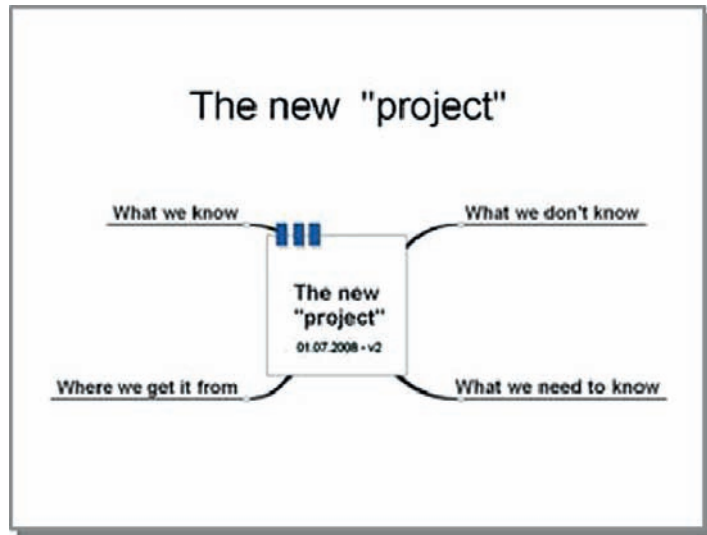 The new "project"
What we know
What we don't know
The new
"project"
01.07.2008 - v2
Where we get it from
What we need to know